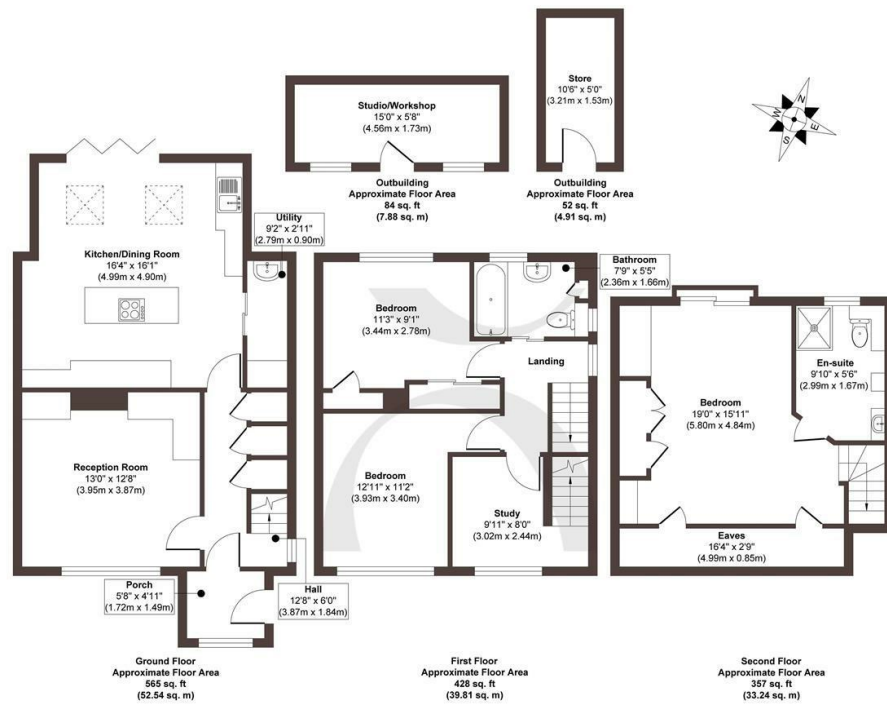 Studio/Workshop
15'0" x 5'8"
(4.56m x 1.73m)
Outbuilding
Approximate Floor Area
84 sq. ft
(7.88 sq. m)
Store
10'6" x 5'0"
(3.21m x 1.53m)
Outbuilding
Approximate Floor Area
52 sq. ft
(4.91 sq. m)
N
E
S
W
Kitchen/Dining Room
16'4" x 16'1"
(4.99m x 4.90m)
Utility
9'2" x 2'11"
(2.79m x 0.90m)
Reception Room
13'0" x 12'8"
(3.95m x 3.87m)
Porch
5'8" x 4'11"
(1.72m x 1.49m)
Hall
12'8" x 6'0"
(3.87m x 1.84m)
Ground Floor
Approximate Floor Area
565 sq. ft
(52.54 sq. m)
Bedroom
11'3" x 9'1"
(3.44m x 2.78m)
Bathroom
7'9" x 5'5"
(2.36m x 1.66m)
Landing
Bedroom
12'11" x 11'2"
(3.93m x 3.40m)
Study
9'11" x 8'0"
(3.02m x 2.44m)
First Floor
Approximate Floor Area
428 sq. ft
(39.81 sq. m)
Bedroom
19'0" x 15'11"
(5.80m x 4.84m)
En-suite
9'10" x 5'6"
(2.99m x 1.67m)
Eaves
16'4" x 2'9"
(4.99m x 0.85m)
Second Floor
Approximate Floor Area
357 sq. ft
(33.24 sq. m)